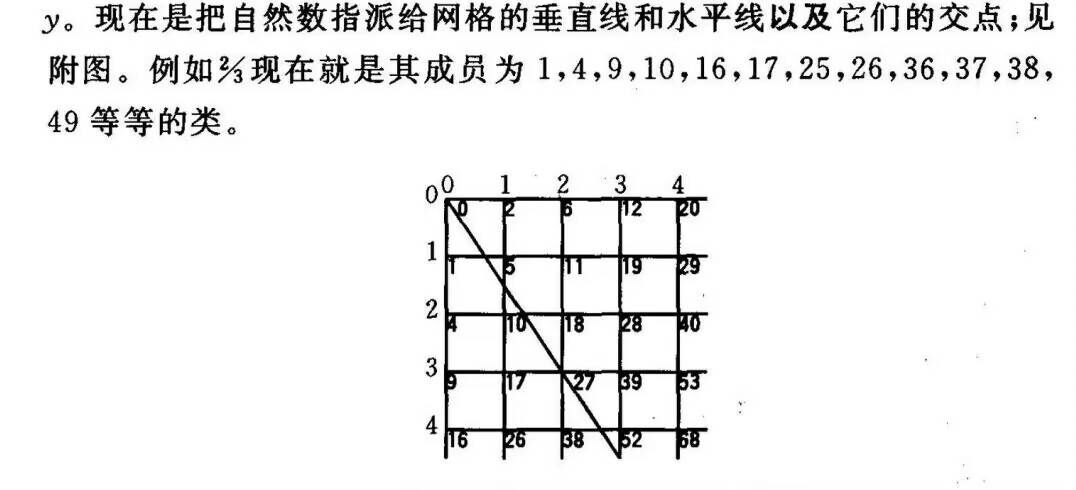 y。现在是把自然数指派给网格的垂直线和水平线以及它们的交点;见
附图。例如⅔现在就是其成员为 1,4,9,10,16,17,25,26,36,37,38,
49 等等的类。
0 0 1 2 3 4
0 2 6 12 20
1
1 5 11 19 29
2
4 10 18 28 40
3
9 17 27 39 53
4
16 26 38 52 68